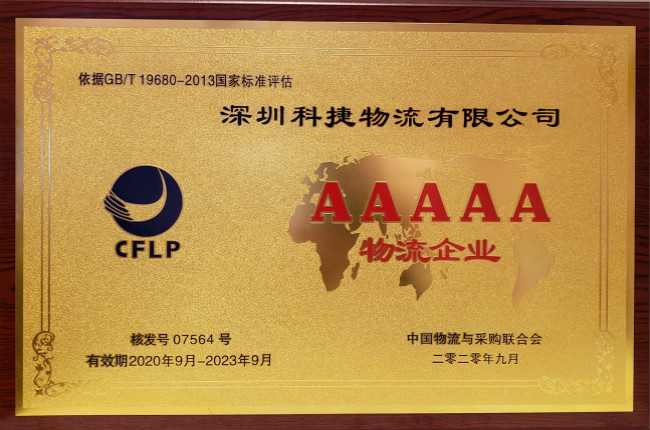 依据GB/T 19680-2013国家标准评估
深圳科捷物流有限公司
CFLP
AAAAA
物流企业
核发号 07564 号
有效期2020年9月-2023年9月
中国物流与采购联合会
二零二零年九月